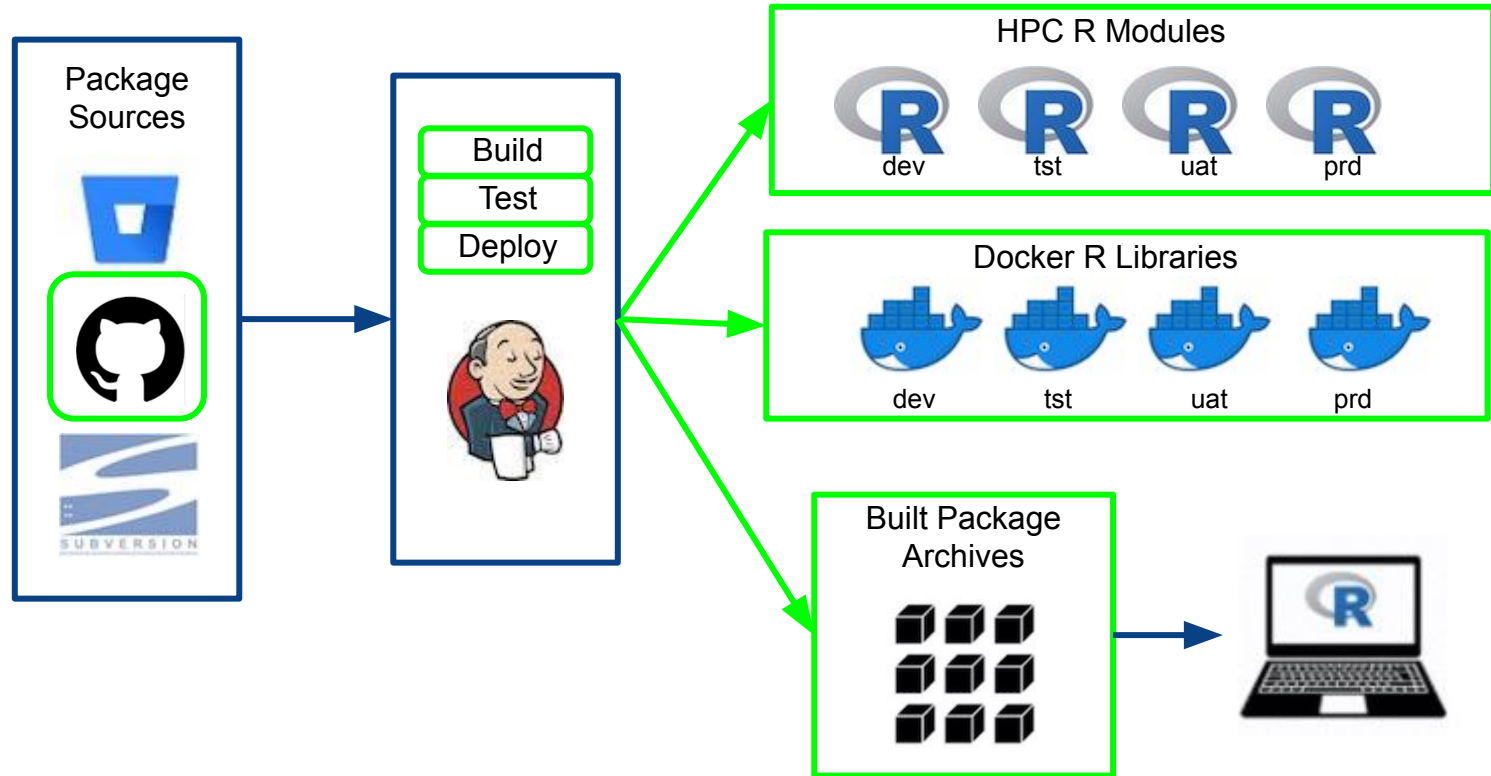 Package
Sources
SUBVERSION
Build
Test
Deploy
HPC R Modules
R R R R
dev tst uat prd
Docker R Libraries
dev tst uat prd
Built Package
Archives
R